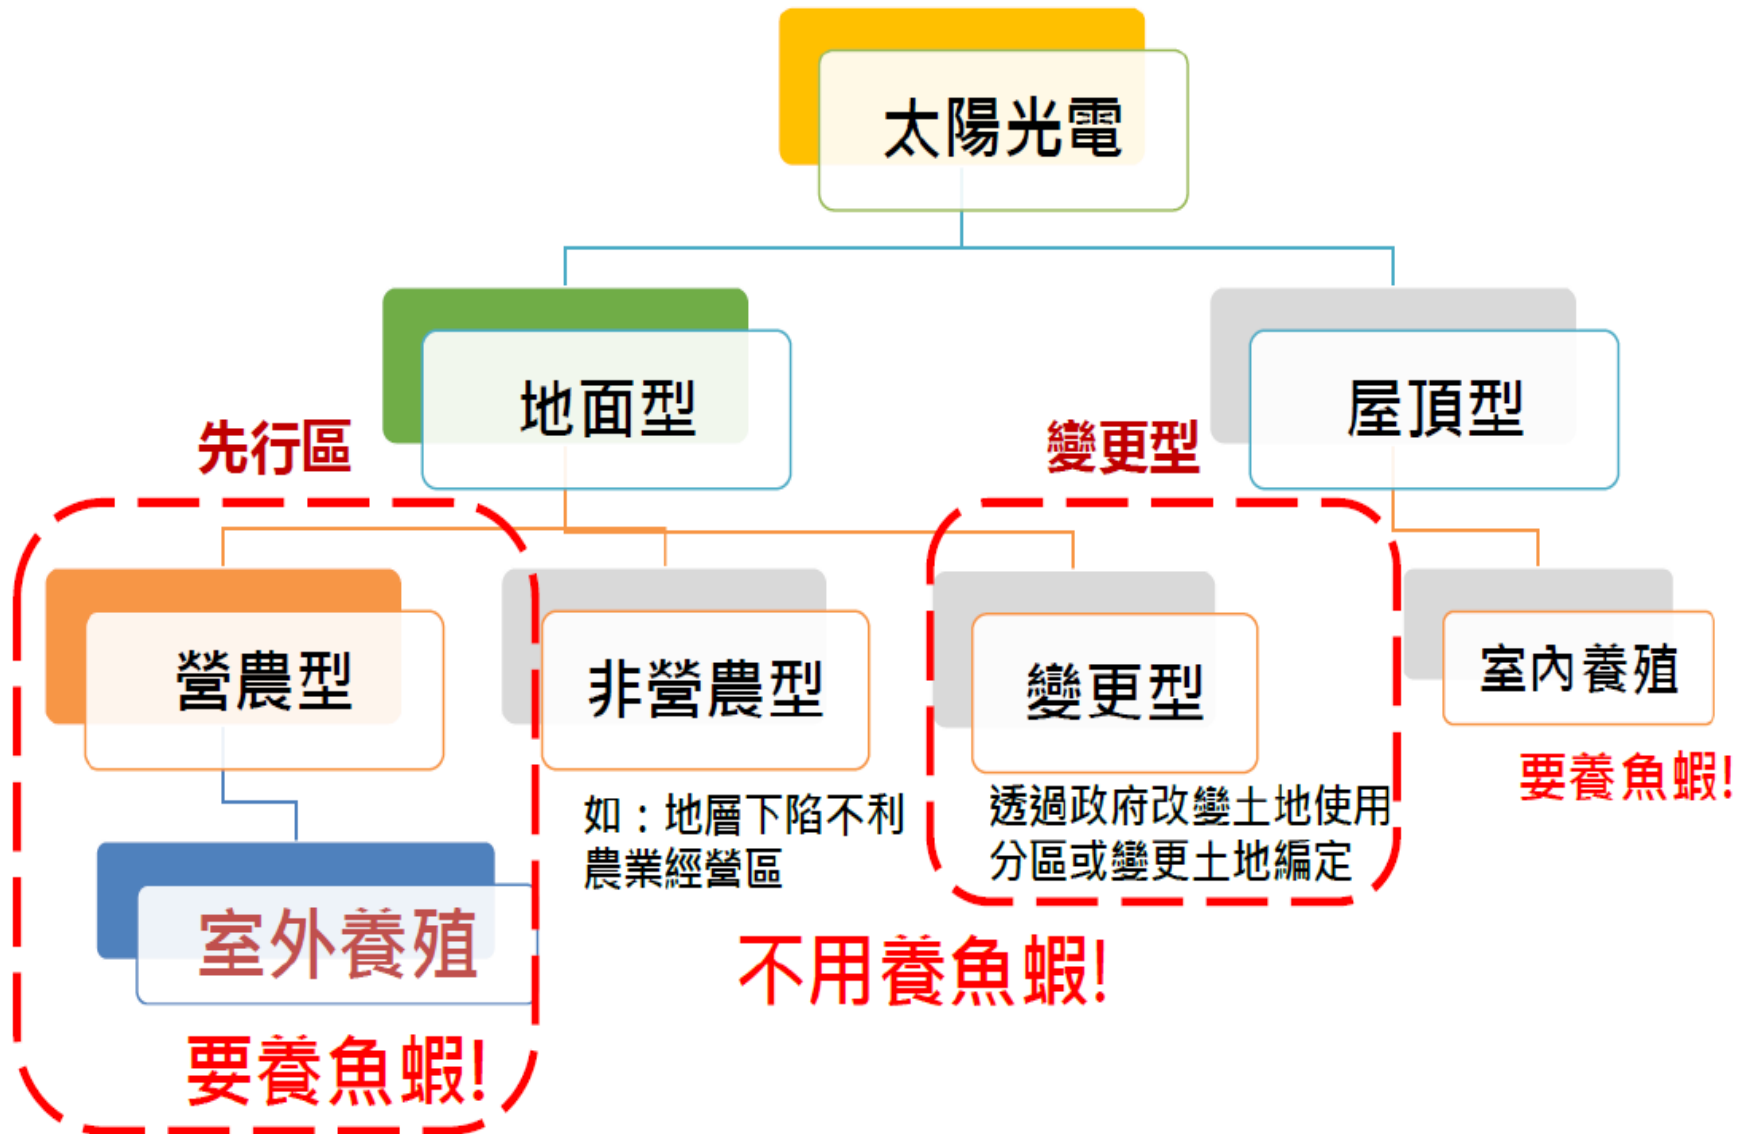 太陽光電
地面型
屋頂型
先行區
變更型
營農型
非營農型
變更型
室內養殖
要養魚蝦!
如：地層下陷不利
農業經營區
透過政府改變土地使用
分區或變更土地編定
室外養殖
不用養魚蝦!
要養魚蝦!